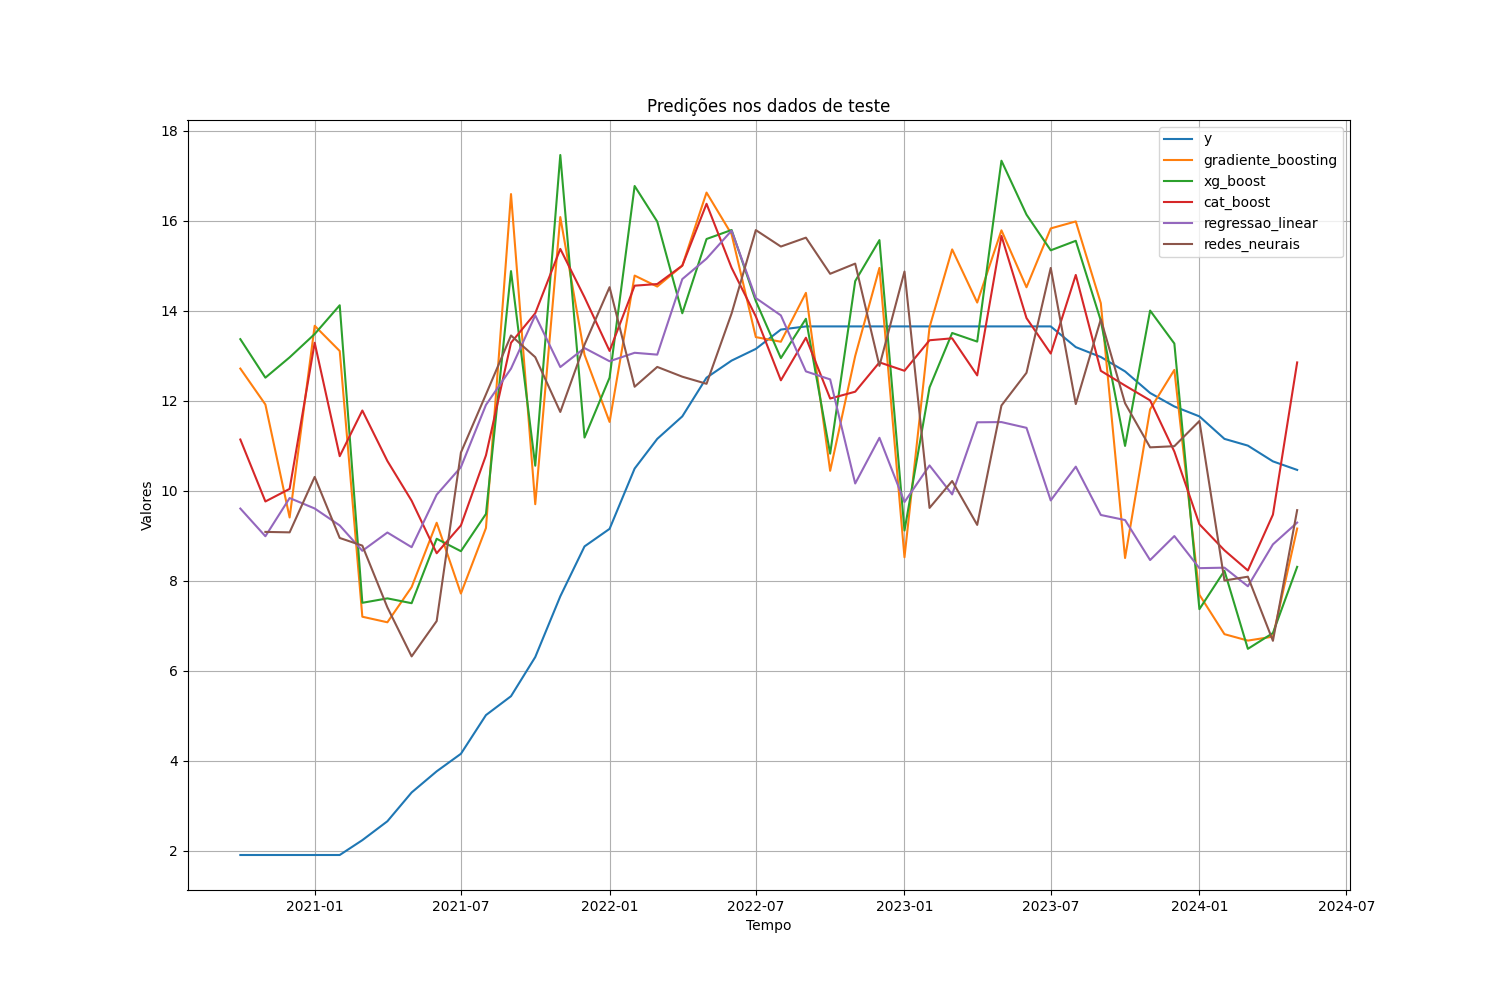 Predições nos dados de teste
y
gradiente_boosting
xg_boost
cat_boost
regressao_linear
redes_neurais
Valores
18
16
14
12
10
8
6
4
2
2021-01
2021-07
2022-01
2022-07
2023-01
2023-07
2024-01
2024-07
Tempo